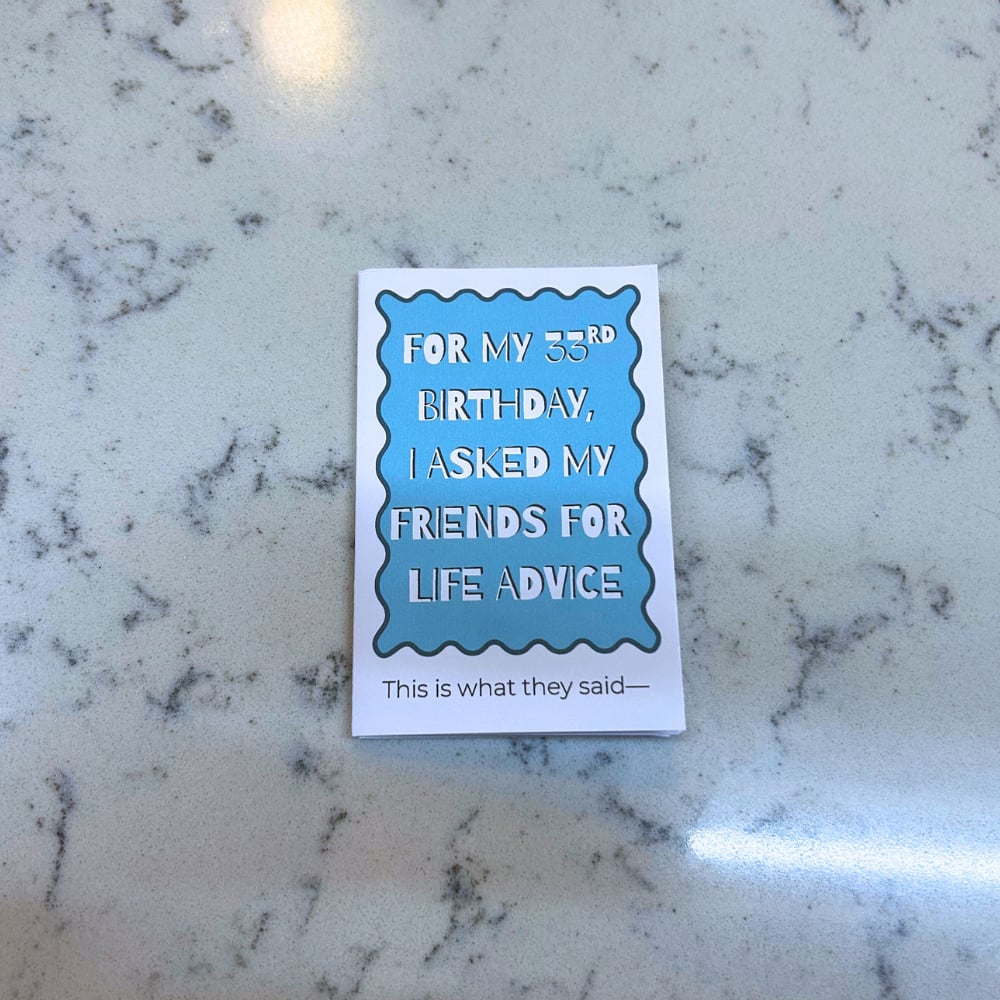 FOR MY 33RD
BIRTHDAY,
I ASKED MY
FRIENDS FOR
LIFE ADVICE
This is what they said—